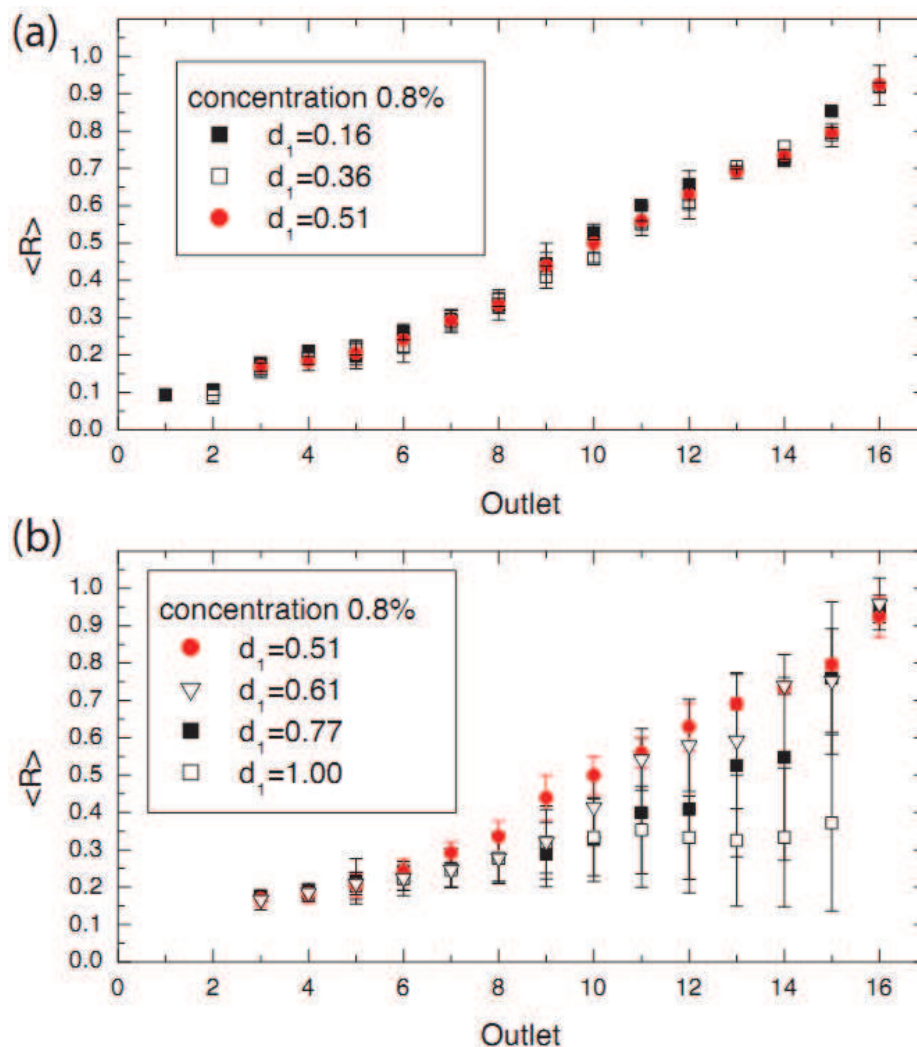 (a)
1.0
0.9
0.8
0.7
0.6
0.5
0.4
0.3
0.2
0.1
0.0
<R>
concentration 0.8%
d₁=0.16
d₁=0.36
d₁=0.51
0 2 4 6 8 10 12 14 16
Outlet
(b)
1.0
0.9
0.8
0.7
0.6
0.5
0.4
0.3
0.2
0.1
0.0
<R>
concentration 0.8%
d₁=0.51
d₁=0.61
d₁=0.77
d₁=1.00
0 2 4 6 8 10 12 14 16
Outlet